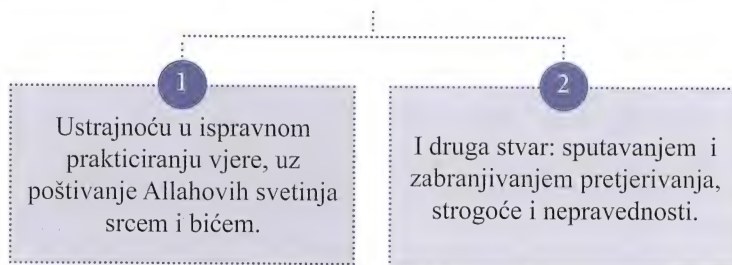 1
Ustrajnoću u ispravnom
prakticiranju vjere, uz
poštivanje Allahovih svetinja
srcem i bićem.
2
I druga stvar: sputavanjem i
zabranjivanjem pretjerivanja,
strogoće i nepravednosti.